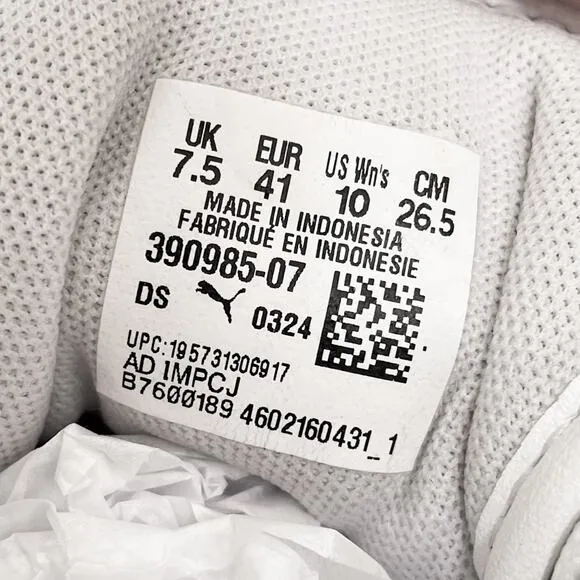 UK EUR US Wn's CM
7.5 41 10 26.5
MADE IN INDONESIA
FABRIQUÉ EN INDONESIE
390985-07
DS 0324
UPC:195731306917
AD IMPCJ
B7600189 4602160431_1